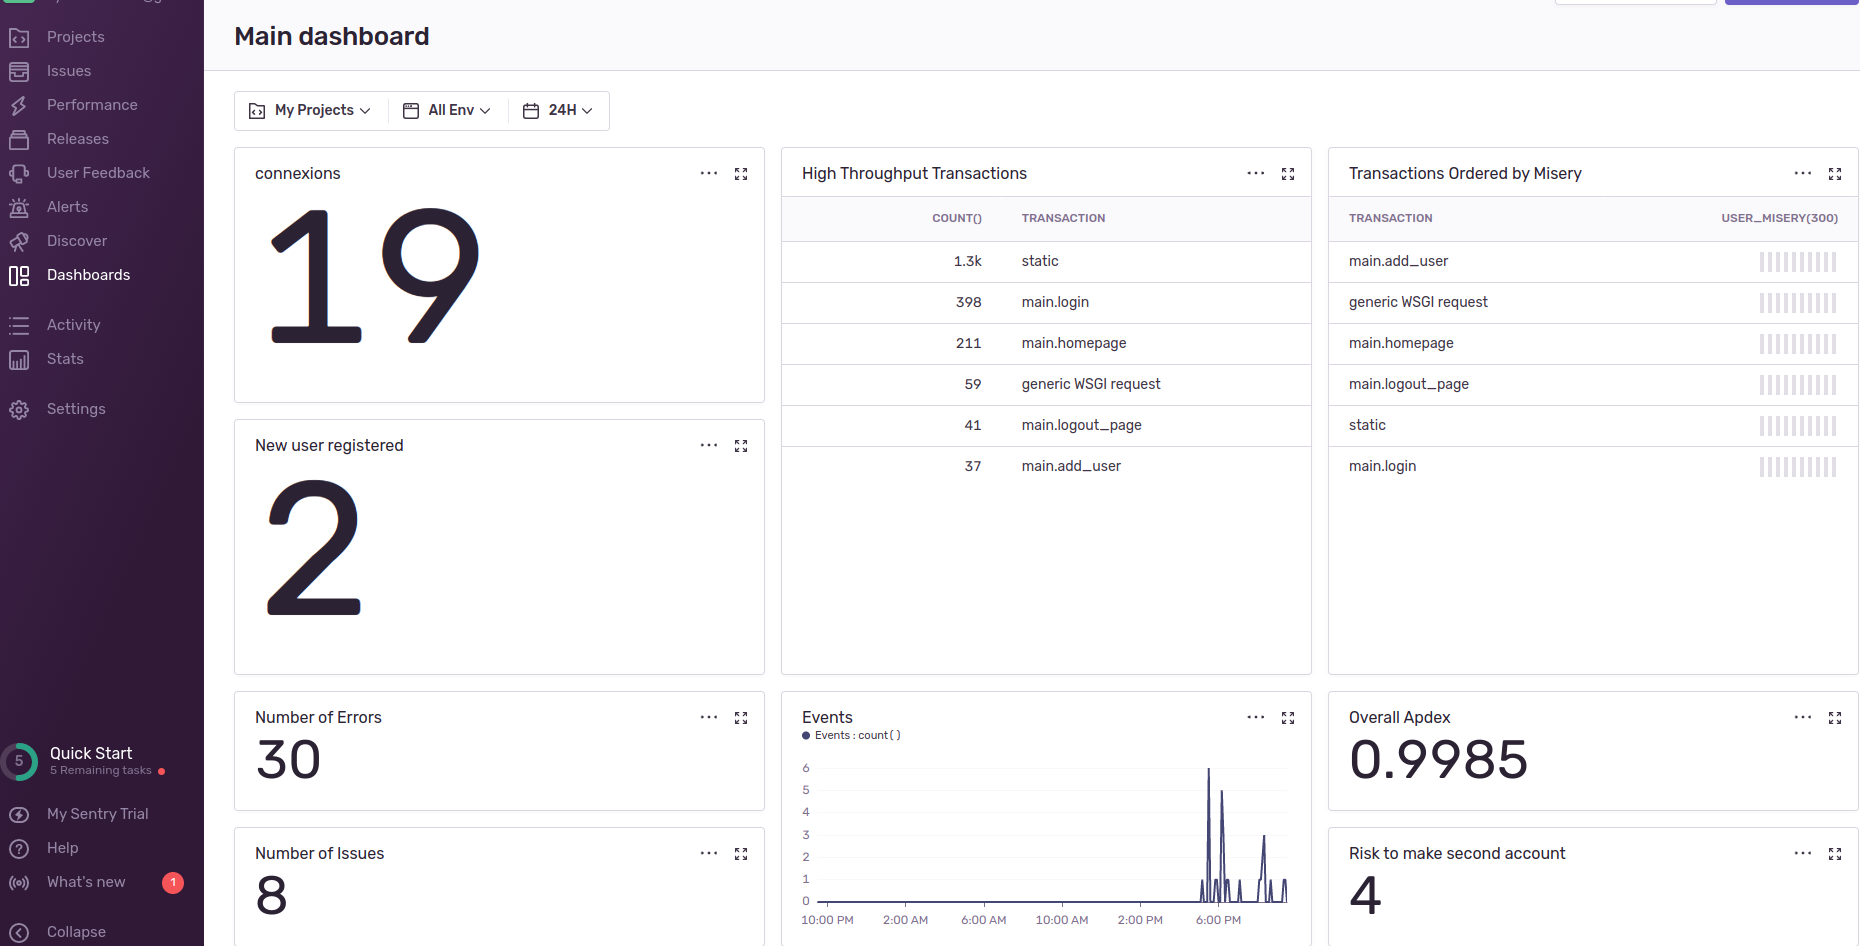 Projects
Issues
Performance
Releases
User Feedback
Alerts
Discover
Dashboards
Activity
Stats
Settings
5
Quick Start
5 Remaining tasks
My Sentry Trial
Help
What's new
1
Collapse
Main dashboard
My Projects
All Env
24H
connexions
19
New user registered
2
High Throughput Transactions
COUNT() TRANSACTION
1.3k static
398 main.login
211 main.homepage
59 generic WSGI request
41 main.logout_page
37 main.add_user
Transactions Ordered by Misery
TRANSACTION USER_MISERY(300)
main.add_user
generic WSGI request
main.homepage
main.logout_page
static
main.login
Number of Errors
30
Number of Issues
8
Events
Events : count()
6
5
4
3
2
1
0
10:00 PM 2:00 AM 6:00 AM 10:00 AM 2:00 PM 6:00 PM
Overall Apdex
0.9985
Risk to make second account
4